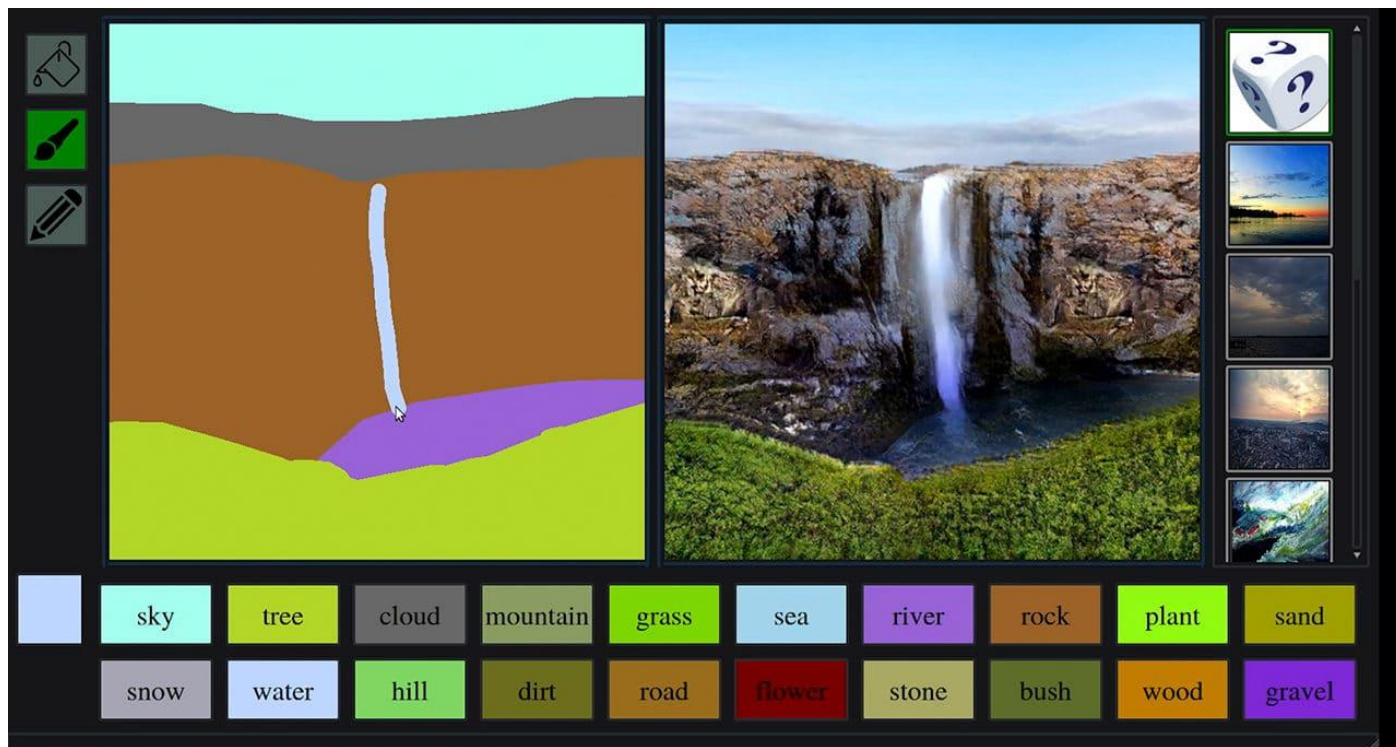 sky tree cloud mountain grass sea river rock plant sand
snow water hill dirt road flower stone bush wood gravel